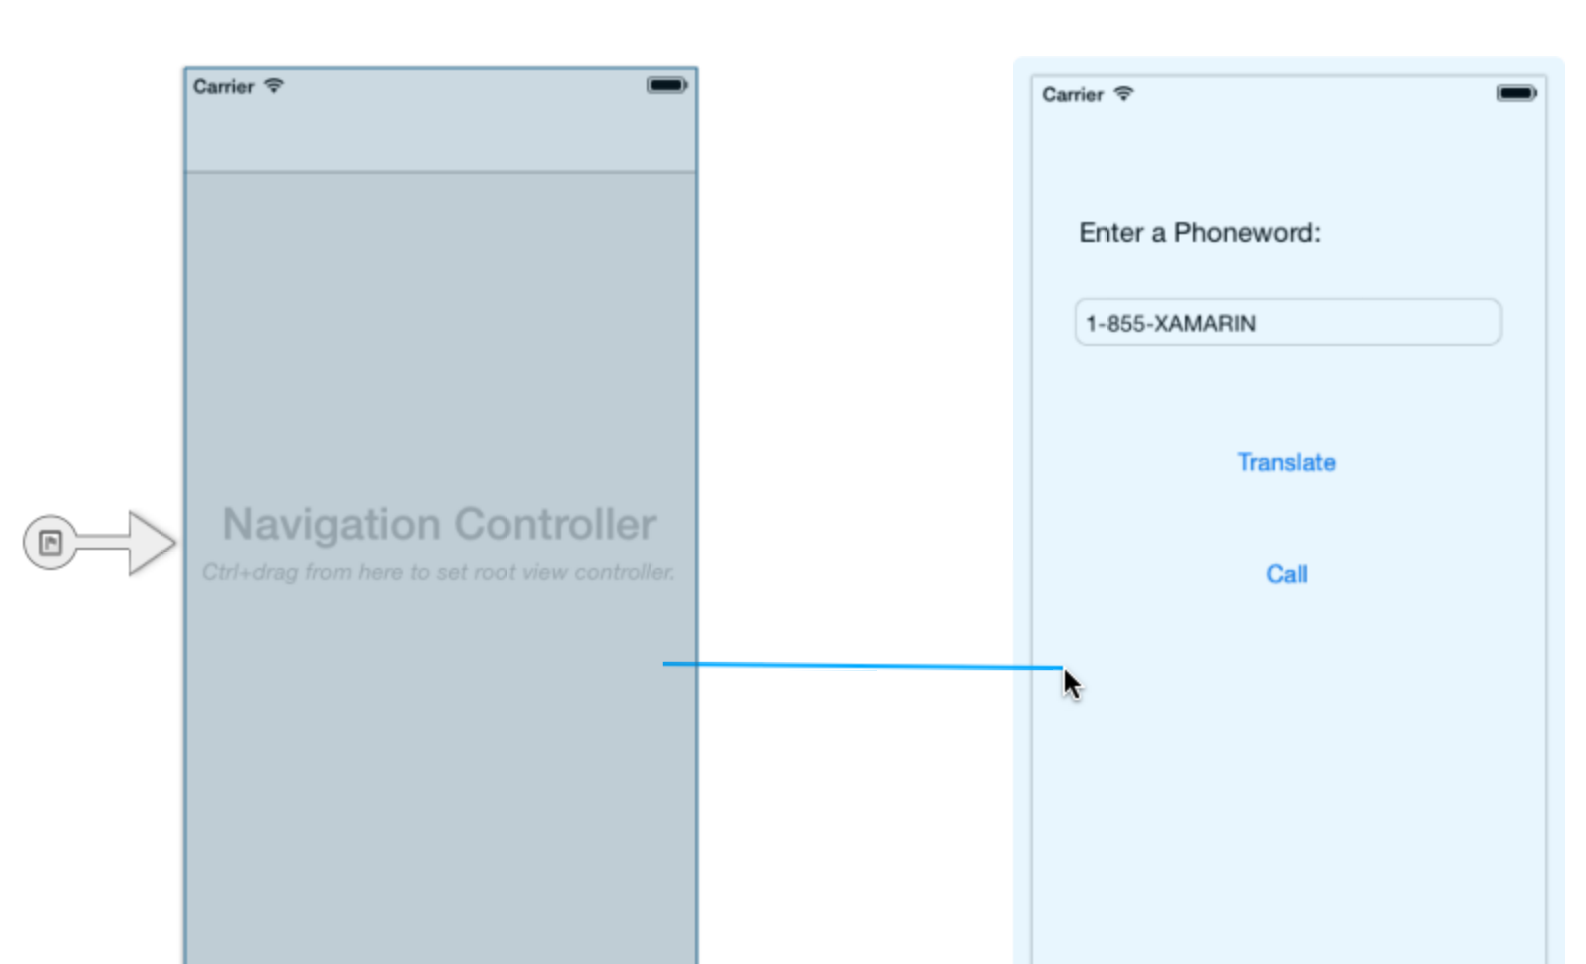 Carrier
Navigation Controller
Ctrl+drag from here to set root view controller.
Carrier
Enter a Phoneword:
1-855-XAMARIN
Translate
Call